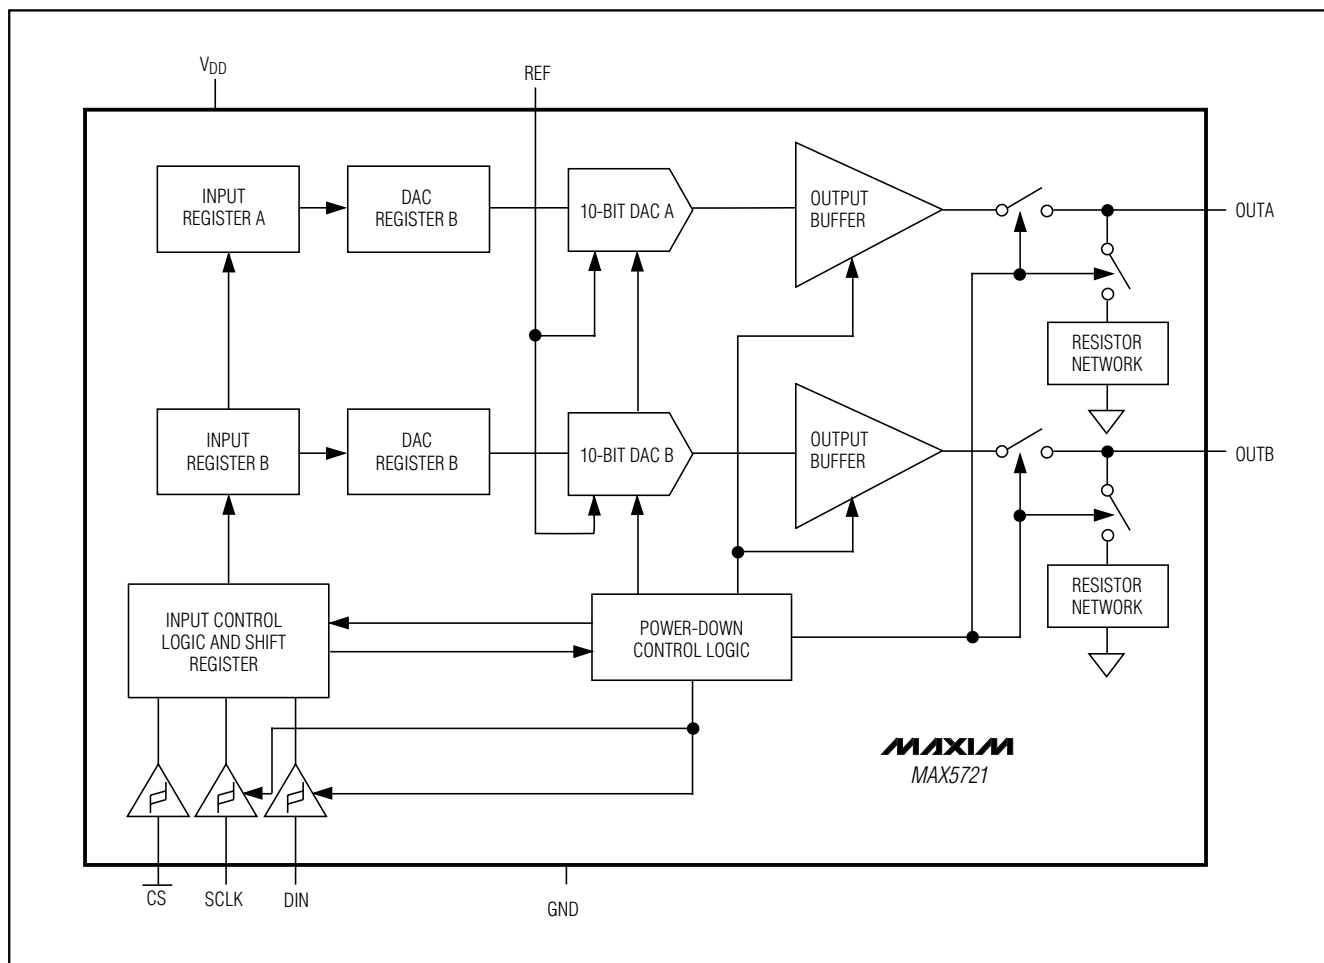 VDD
REF
INPUT
REGISTER A
DAC
REGISTER B
10-BIT DAC A
OUTPUT
BUFFER
OUTA
RESISTOR
NETWORK
INPUT
REGISTER B
DAC
REGISTER B
10-BIT DAC B
OUTPUT
BUFFER
OUTB
RESISTOR
NETWORK
INPUT CONTROL
LOGIC AND SHIFT
REGISTER
POWER-DOWN
CONTROL LOGIC
MAXIM
MAX5721
CS
SCLK
DIN
GND